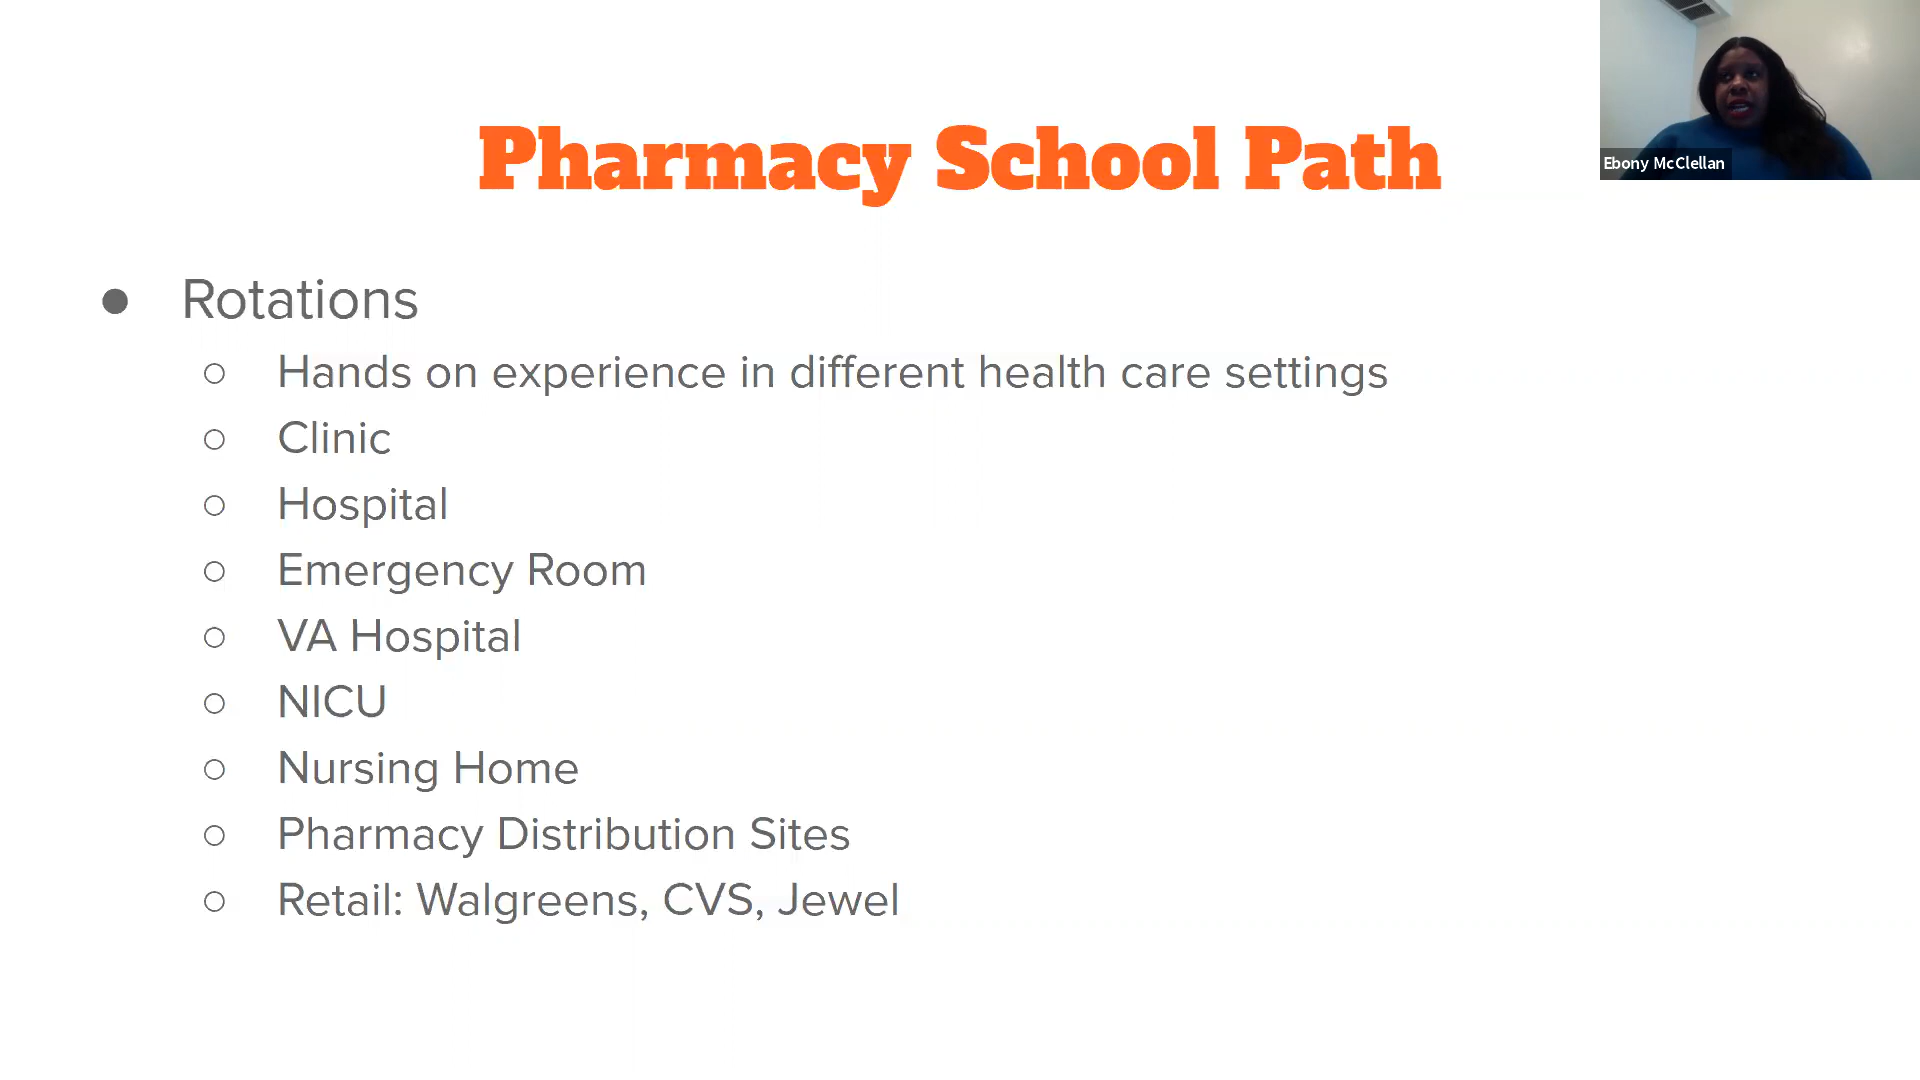 Pharmacy School Path
Ebony McClellan
● Rotations
○ Hands on experience in different health care settings
○ Clinic
○ Hospital
○ Emergency Room
○ VA Hospital
○ NICU
○ Nursing Home
○ Pharmacy Distribution Sites
○ Retail: Walgreens, CVS, Jewel